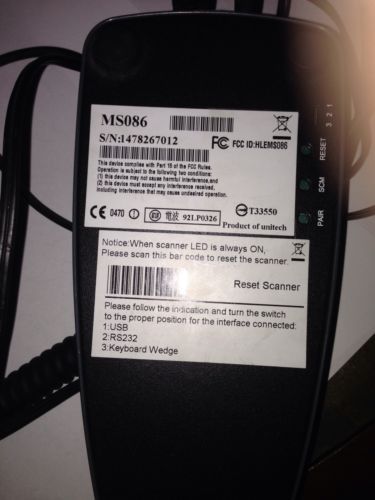 MS086
S/N:1478267012
FC FCC ID:HLEMS086
This device complies with Part 15 of the FCC Rules.
Operation is subject to the following two conditions:
(1) this device may not cause harmful interference,and
(2) this device must accept any interference received,
including interference that may cause undesired operation.
CE 0470 ! 電波 921.P0326 T33550
Product of unitech
Notice:When scanner LED is always ON,
Please scan this bar code to reset the scanner.
Reset Scanner
Please follow the indication and turn the switch
to the proper position for the interface connected:
1:USB
2:RS232
3:Keyboard Wedge
3 2 1
RESET
SCM
PAIR